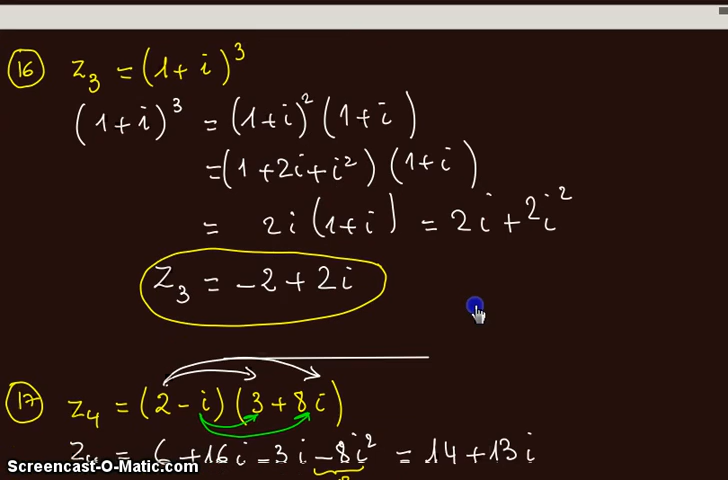 16 z₃ = (1 + i)³
(1 + i)³ = (1+i)² (1 + i)
= (1 + 2i + i²) (1 + i)
= 2i (1+i) = 2i + 2i²
z₃ = -2 + 2i
17 z₄ = (2 - i) (3 + 8i)
z₄ = 6 + 16i - 3i - 8i² = 14 + 13i
Screencast-O-Matic.com